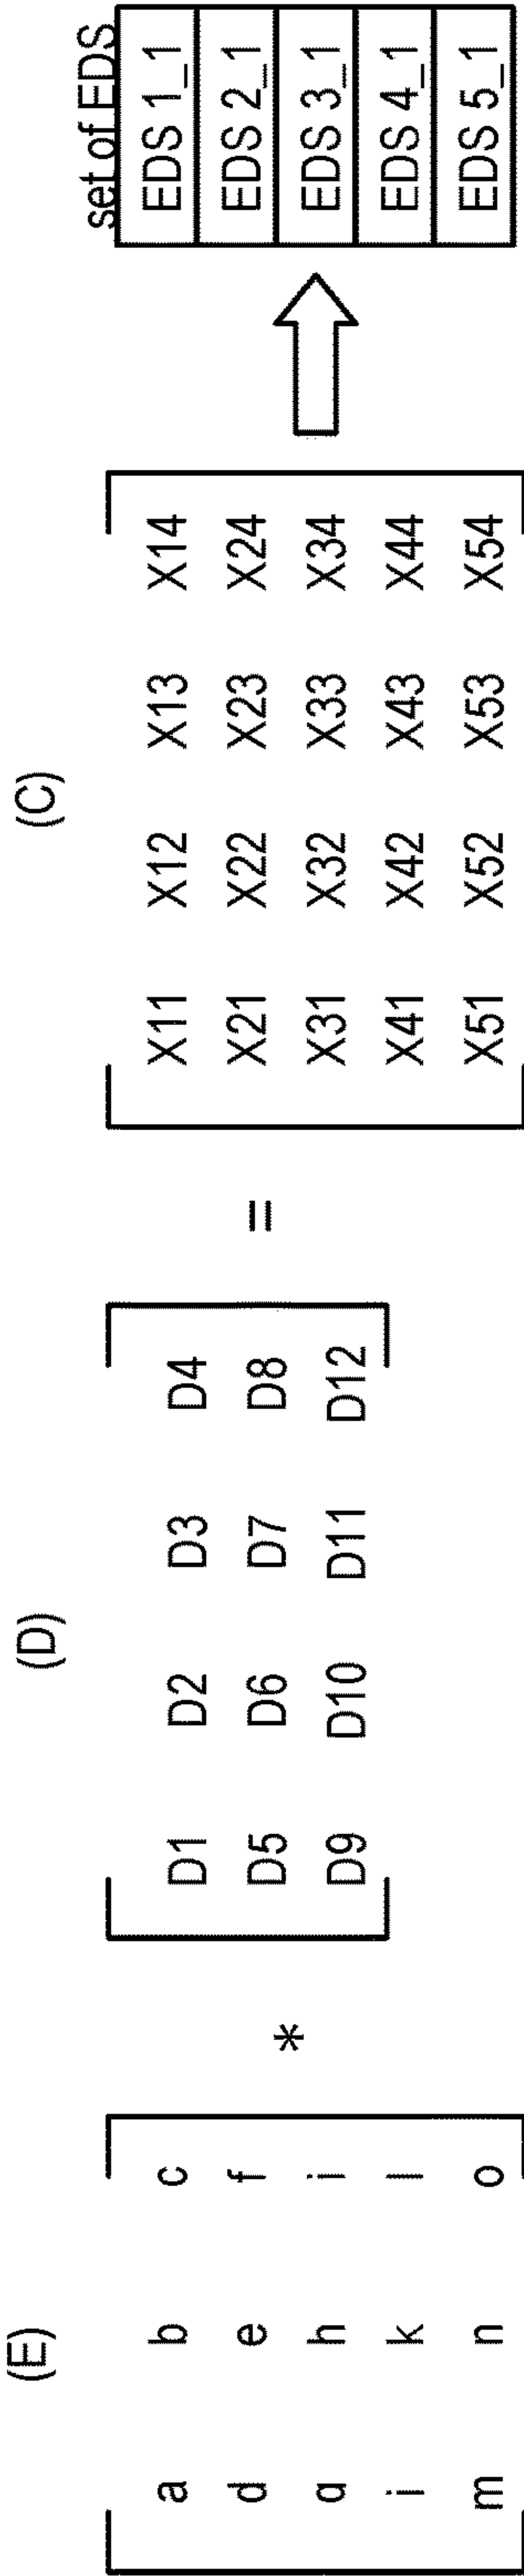 (E) (D) (C) set of EDS
a b c D1 D2 D3 D4 X11 X12 X13 X14 EDS 1_1
d e f * D5 D6 D7 D8 = X21 X22 X23 X24 EDS 2_1
g h i D9 D10 D11 D12 X31 X32 X33 X34 EDS 3_1
j k l X41 X42 X43 X44 EDS 4_1
m n o X51 X52 X53 X54 EDS 5_1